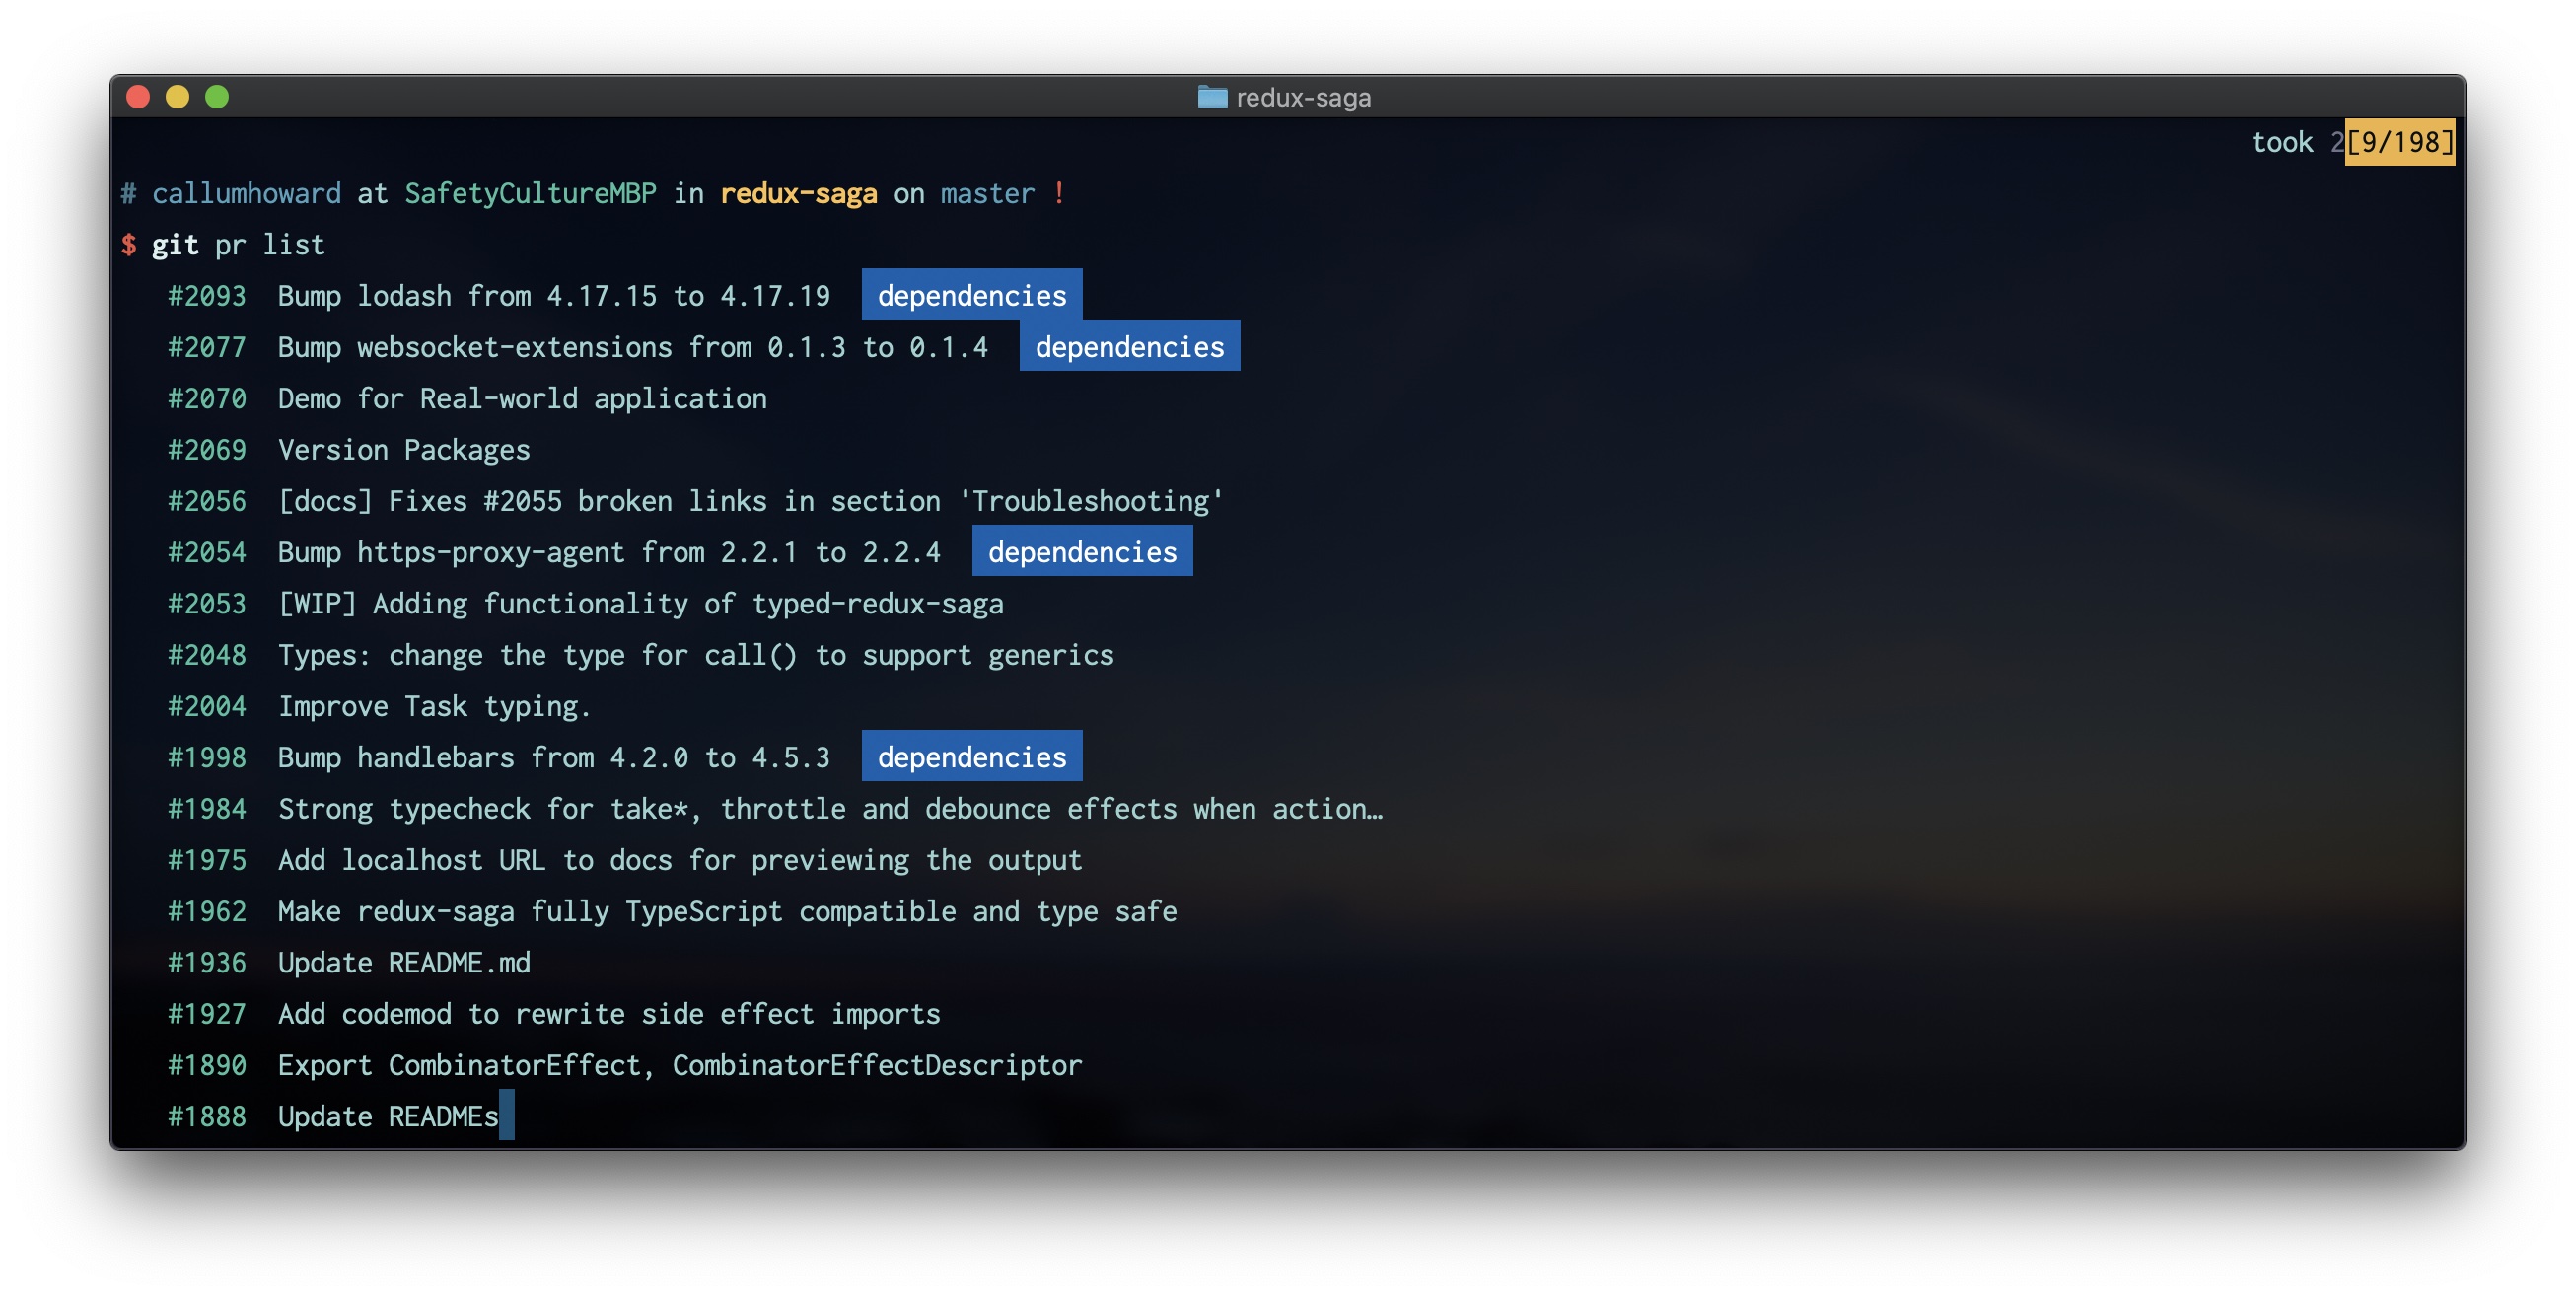 redux-saga
took 2[9/198]
# callumhoward at SafetyCultureMBP in redux-saga on master !
$ git pr list
#2093 Bump lodash from 4.17.15 to 4.17.19 dependencies
#2077 Bump websocket-extensions from 0.1.3 to 0.1.4 dependencies
#2070 Demo for Real-world application
#2069 Version Packages
#2056 [docs] Fixes #2055 broken links in section 'Troubleshooting'
#2054 Bump https-proxy-agent from 2.2.1 to 2.2.4 dependencies
#2053 [WIP] Adding functionality of typed-redux-saga
#2048 Types: change the type for call() to support generics
#2004 Improve Task typing.
#1998 Bump handlebars from 4.2.0 to 4.5.3 dependencies
#1984 Strong typecheck for take*, throttle and debounce effects when action…
#1975 Add localhost URL to docs for previewing the output
#1962 Make redux-saga fully TypeScript compatible and type safe
#1936 Update README.md
#1927 Add codemod to rewrite side effect imports
#1890 Export CombinatorEffect, CombinatorEffectDescriptor
#1888 Update READMEs